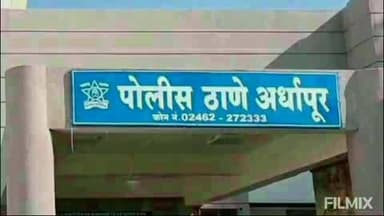 पोलीस ठाणे अर्धापूर
फोन नं. 02462 - 272333
FILMIX